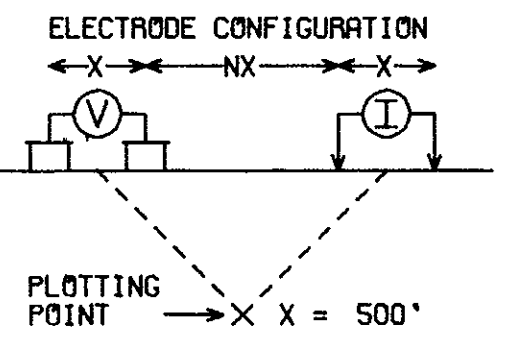 ELECTRODE CONFIGURATION
X NX X
V I
PLOTTING
POINT X X = 500'